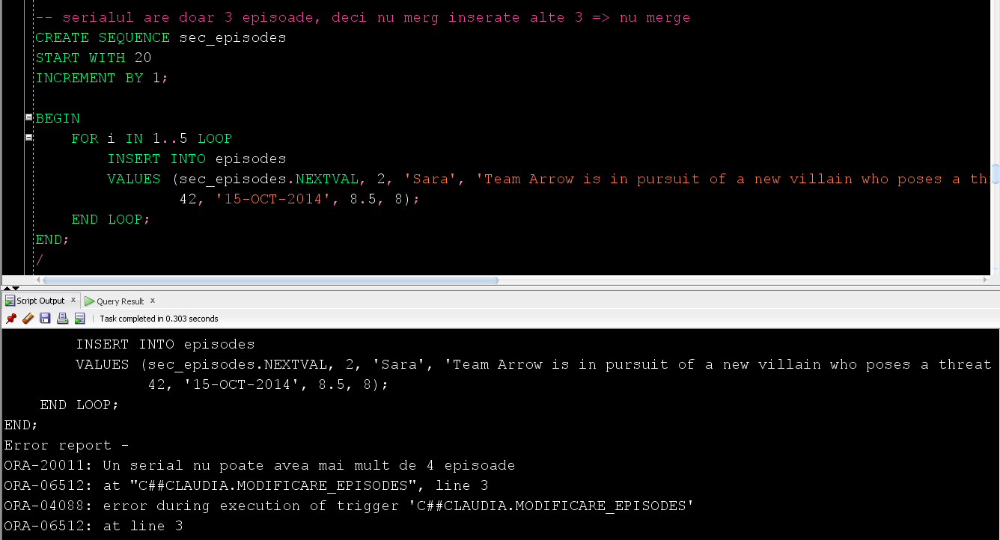 -- serialul are doar 3 episoade, deci nu merg inserate alte 3 => nu merge
CREATE SEQUENCE sec_episodes
START WITH 20
INCREMENT BY 1;
BEGIN
FOR i IN 1..5 LOOP
INSERT INTO episodes
VALUES (sec_episodes.NEXTVAL, 2, 'Sara', 'Team Arrow is in pursuit of a new villain who poses a
42, '15-OCT-2014', 8.5, 8);
END LOOP;
END;
/
Script Output x Query Result x
Task completed in 0.303 seconds
INSERT INTO episodes
VALUES (sec_episodes.NEXTVAL, 2, 'Sara', 'Team Arrow is in pursuit of a new villain who poses a threat
42, '15-OCT-2014', 8.5, 8);
END LOOP;
END;
Error report -
ORA-20011: Un serial nu poate avea mai mult de 4 episoade
ORA-06512: at "C##CLAUDIA.MODIFICARE_EPISODES", line 3
ORA-04088: error during execution of trigger 'C##CLAUDIA.MODIFICARE_EPISODES'
ORA-06512: at line 3